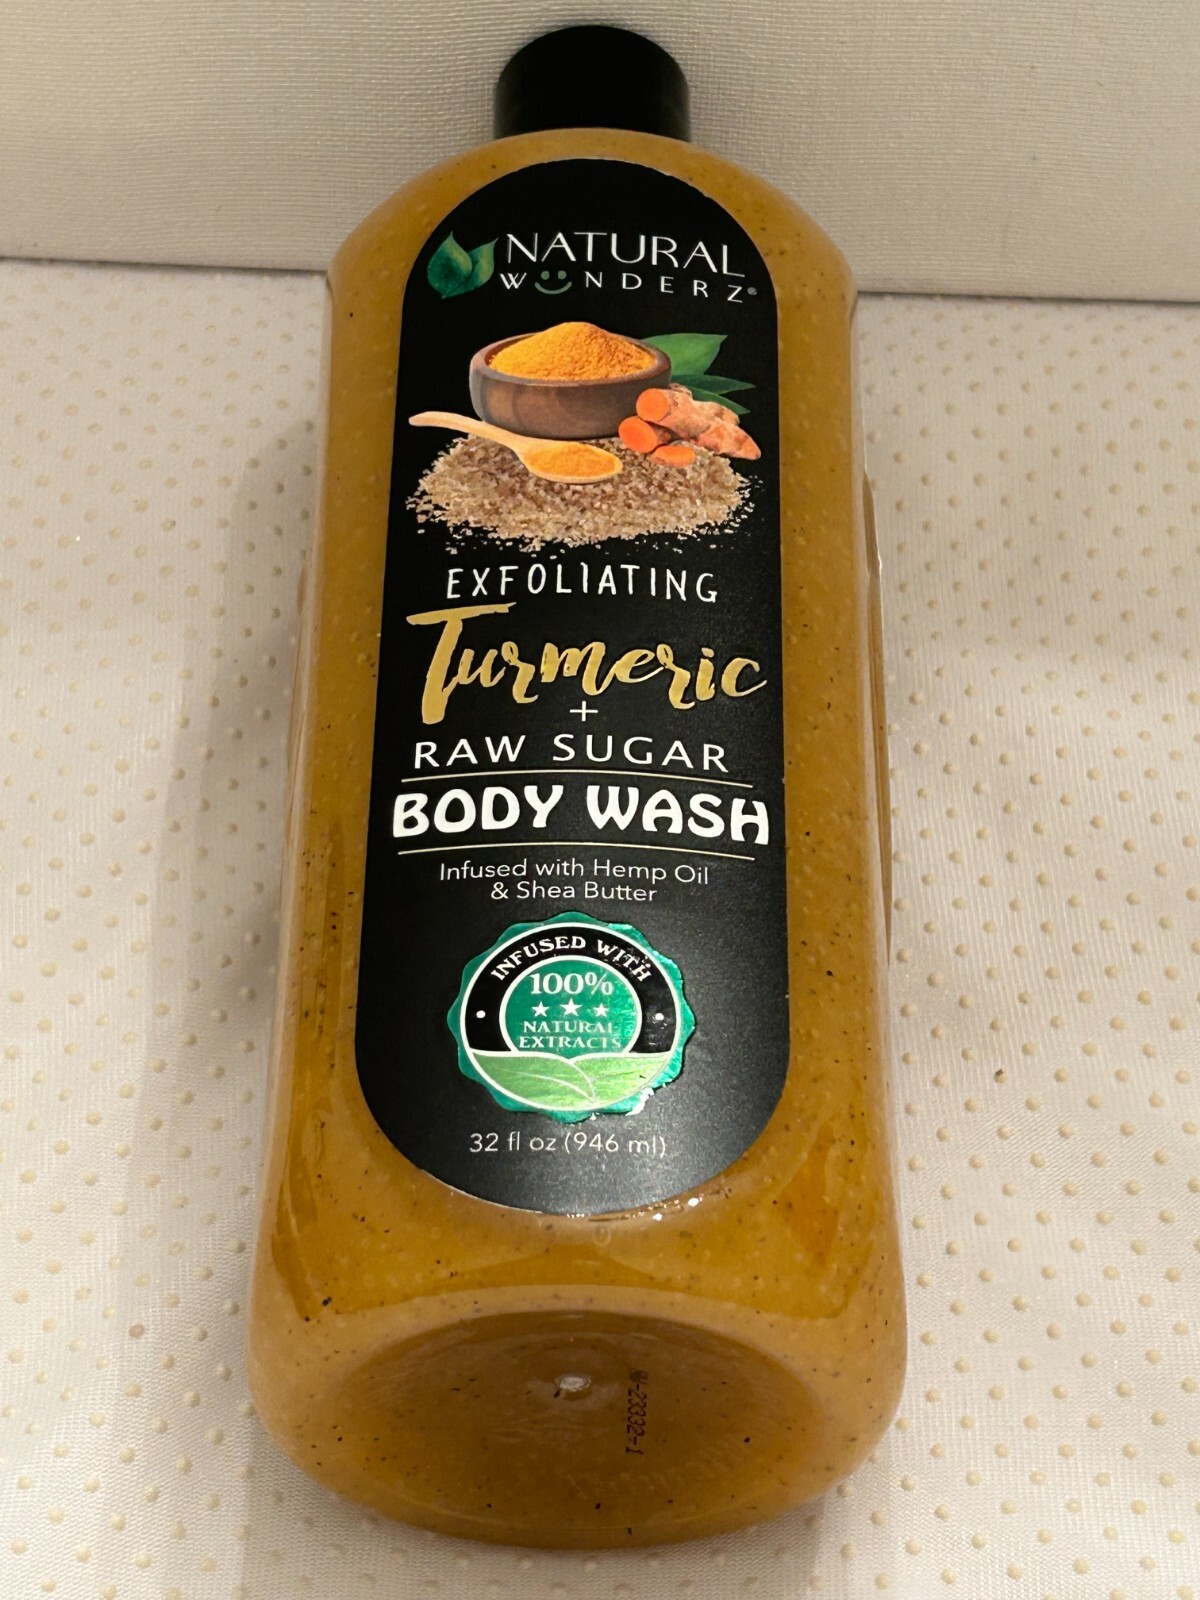 NATURAL
WONDERZ®
EXFOLIATING
Turmeric
+
RAW SUGAR
BODY WASH
Infused with Hemp Oil
& Shea Butter
INFUSED WITH
100%
NATURAL
EXTRACTS
32 fl oz (946 ml)